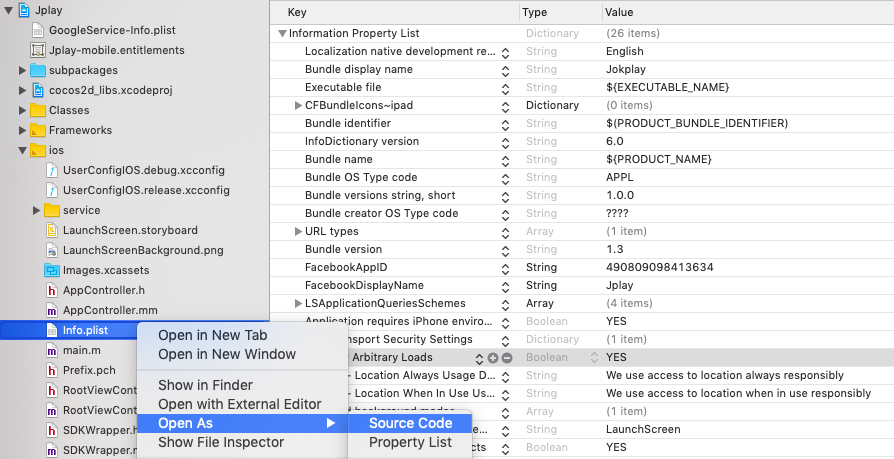 Jplay
GoogleService-Info.plist
Jplay-mobile.entitlements
subpackages
cocos2d_libs.xcodeproj
Classes
Frameworks
ios
UserConfigIOS.debug.xcconfig
UserConfigIOS.release.xcconfig
service
LaunchScreen.storyboard
LaunchScreenBackground.png
Images.xcassets
AppController.h
AppController.mm
Info.plist
main.m
Prefix.pch
RootViewCont
RootViewCont
SDKWrapper.h
SDKWrapper.m
Open in New Tab
Open in New Window
Show in Finder
Open with External Editor
Open As
Show File Inspector
Source Code
Property List
Key Type Value
Information Property List Dictionary (26 items)
Localization native development re... String English
Bundle display name String Jokplay
Executable file String ${EXECUTABLE_NAME}
CFBundleIcons~ipad Dictionary (0 items)
Bundle identifier String $(PRODUCT_BUNDLE_IDENTIFIER)
InfoDictionary version String 6.0
Bundle name String ${PRODUCT_NAME}
Bundle OS Type code String APPL
Bundle versions string, short String 1.0.0
Bundle creator OS Type code String ????
URL types Array (1 item)
Bundle version String 1.3
FacebookAppID String 490809098413634
FacebookDisplayName String Jplay
LSApplicationQueriesSchemes Array (4 items)
Application requires iPhone enviro... Boolean YES
nsport Security Settings Dictionary (1 item)
Arbitrary Loads Boolean YES
- Location Always Usage D... String We use access to location always responsibly
- Location When In Use Us... String We use access to location when in use responsibly
background modes Array (1 item)
e... String LaunchScreen
cts Boolean YES